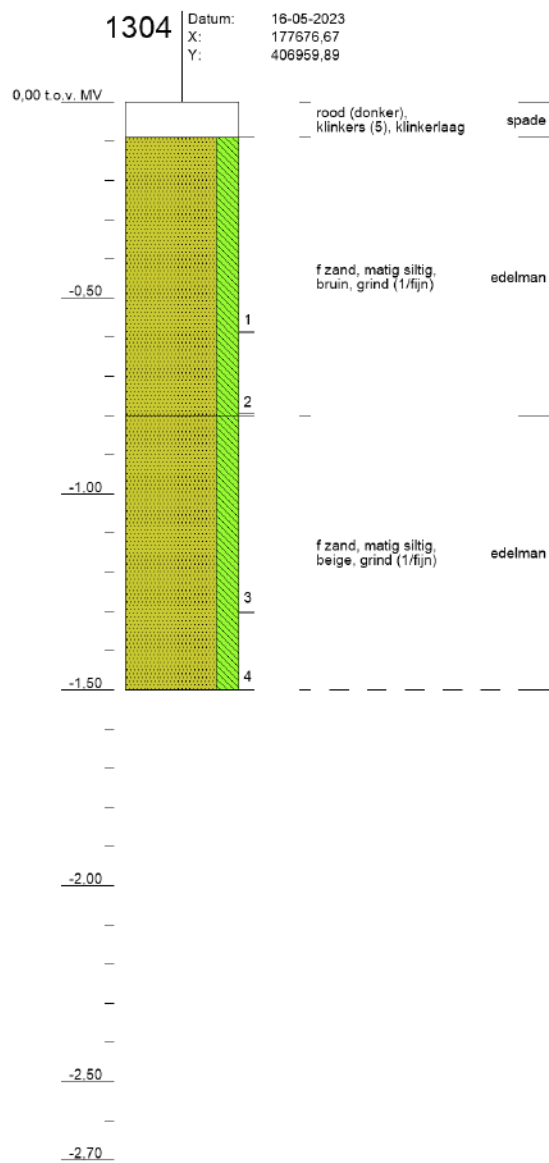 1304
Datum: 16-05-2023
X: 177676,67
Y: 406959,89
0,00 t.o.v. MV
rood (donker),
klinkers (5), klinkerlaag
spade
f zand, matig siltig,
bruin, grind (1/fijn)
edelman
-0,50
1
2
-1,00
f zand, matig siltig,
beige, grind (1/fijn)
edelman
3
4
-1,50
-2,00
-2,50
-2,70